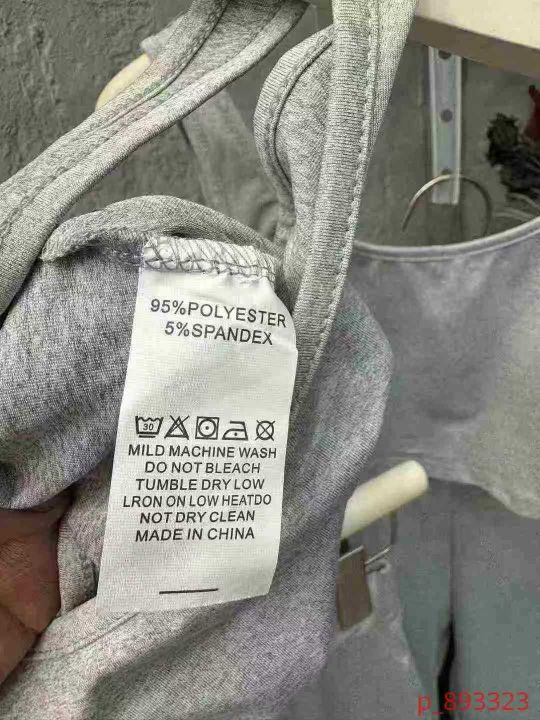 95%POLYESTER
5%SPANDEX
30
MILD MACHINE WASH
DO NOT BLEACH
TUMBLE DRY LOW
LRON ON LOW HEATDO
NOT DRY CLEAN
MADE IN CHINA
p_893323